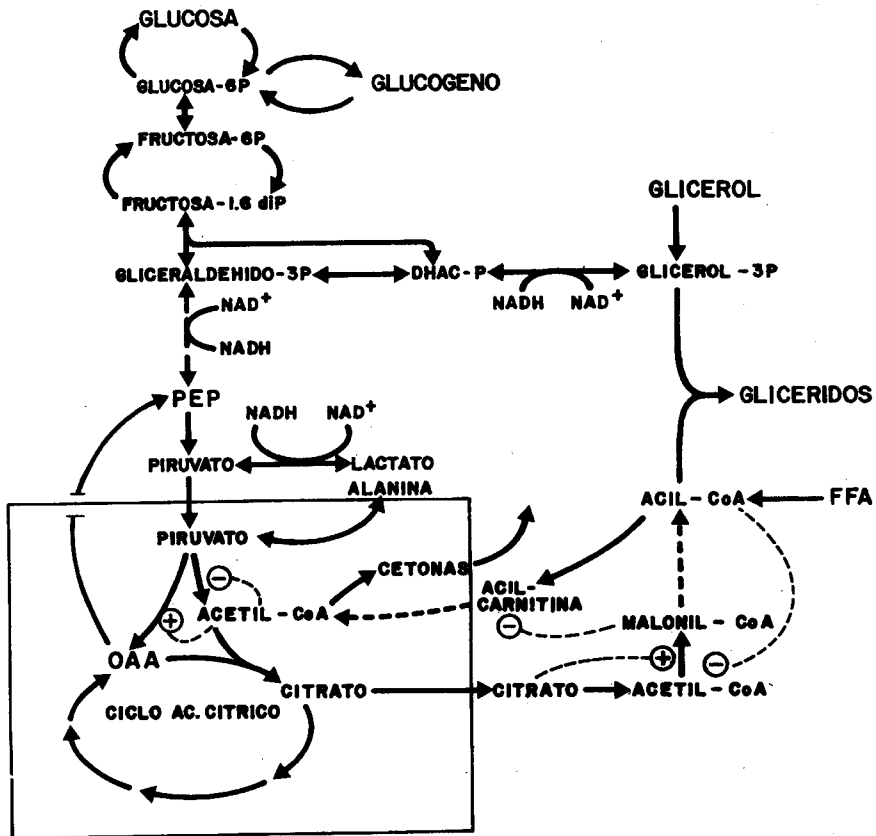 GLUCOSA
GLUCOSA-6P
GLUCOGENO
FRUCTOSA-6P
FRUCTOSA-1.6 diP
GLICEROL
GLICERALDEHIDO-3P
DHAC-P
GLICEROL-3P
NADH
NAD+
NAD+
NADH
PEP
GLICERIDOS
NADH
NAD+
PIRUVATO
LACTATO
ALANINA
ACIL-CoA
FFA
PIRUVATO
CETONAS
ACIL-
CARNITINA
ACETIL-CoA
MALONIL-CoA
OAA
CITRATO
CITRATO
ACETIL-CoA
CICLO AC. CITRICO